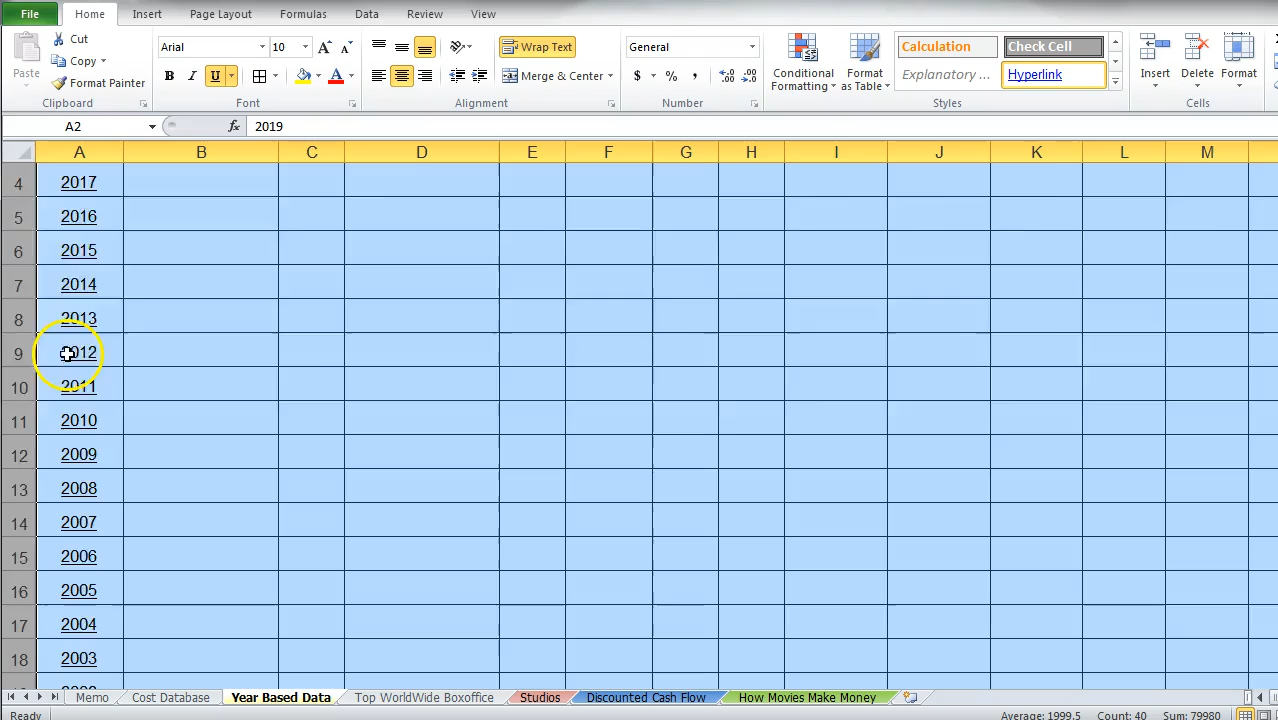 File Home Insert Page Layout Formulas Data Review View
Paste Cut Copy Format Painter Clipboard
Arial 10 B I U A Font
Wrap Text Merge & Center Alignment
General $ % , Number
Conditional Formatting Format as Table Calculation Check Cell Explanatory ... Hyperlink Styles
Insert Delete Format Cells
A2 fx 2019
A B C D E F G H I J K L M
4 2017
5 2016
6 2015
7 2014
8 2013
9 2012
10 2011
11 2010
12 2009
13 2008
14 2007
15 2006
16 2005
17 2004
18 2003
Memo Cost Database Year Based Data Top WorldWide Boxoffice Studios Discounted Cash Flow How Movies Make Money
Ready Average: 1999.5 Count: 40 Sum: 79980